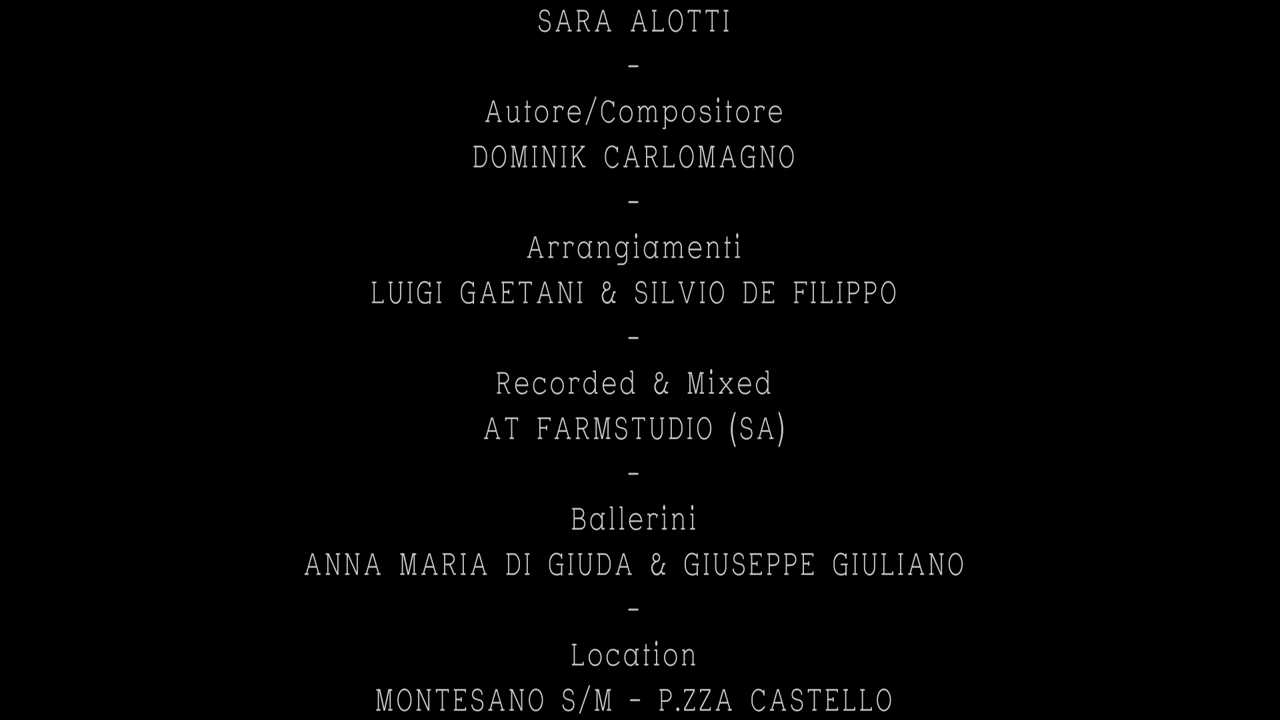 SARA ALOTTI
-
Autore/Compositore
DOMINIK CARLOMAGNO
-
Arrangiamenti
LUIGI GAETANI & SILVIO DE FILIPPO
-
Recorded & Mixed
AT FARMSTUDIO (SA)
-
Ballerini
ANNA MARIA DI GIUDA & GIUSEPPE GIULIANO
-
Location
MONTESANO S/M - P.ZZA CASTELLO